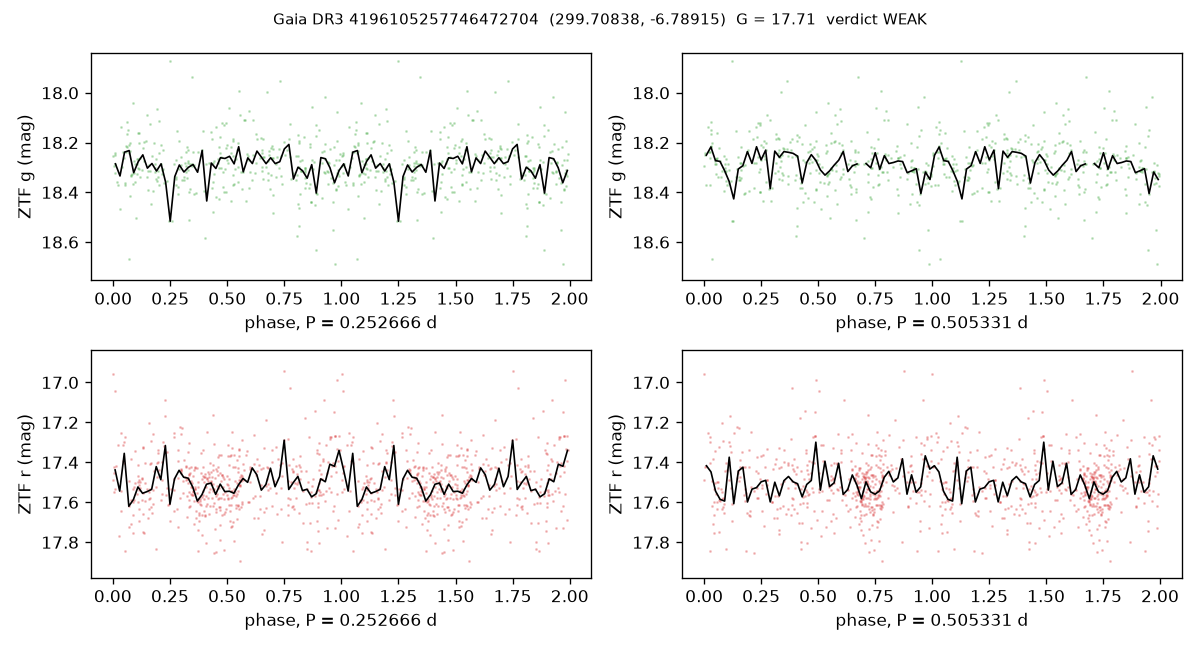 Gaia DR3 4196105257746472704  (299.70838, -6.78915)  G = 17.71  verdict WEAK
ZTF g (mag)
18.0
18.2
18.4
18.6
0.00 0.25 0.50 0.75 1.00 1.25 1.50 1.75 2.00
phase, P = 0.252666 d
ZTF g (mag)
18.0
18.2
18.4
18.6
0.00 0.25 0.50 0.75 1.00 1.25 1.50 1.75 2.00
phase, P = 0.505331 d
ZTF r (mag)
17.0
17.2
17.4
17.6
17.8
0.00 0.25 0.50 0.75 1.00 1.25 1.50 1.75 2.00
phase, P = 0.252666 d
ZTF r (mag)
17.0
17.2
17.4
17.6
17.8
0.00 0.25 0.50 0.75 1.00 1.25 1.50 1.75 2.00
phase, P = 0.505331 d